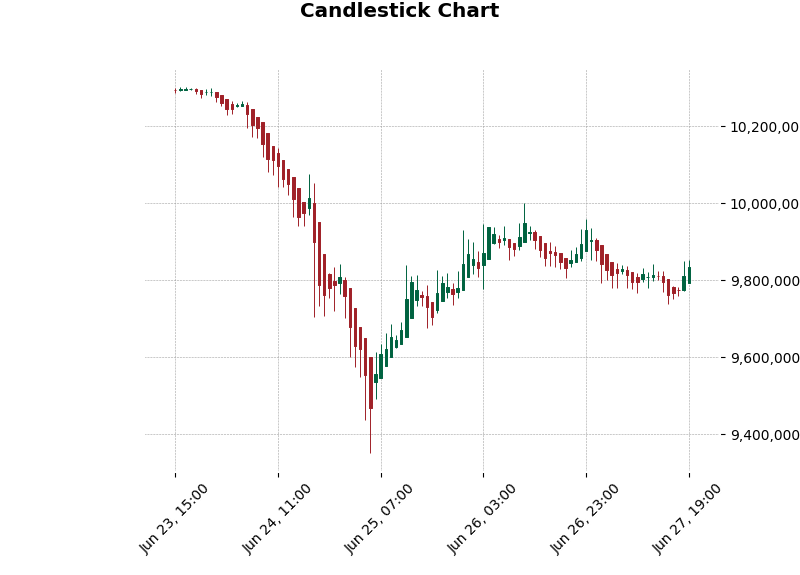 Candlestick Chart
10,200,00
10,000,00
9,800,000
9,600,000
9,400,000
Jun 23, 15:00
Jun 24, 11:00
Jun 25, 07:00
Jun 26, 03:00
Jun 26, 23:00
Jun 27, 19:00